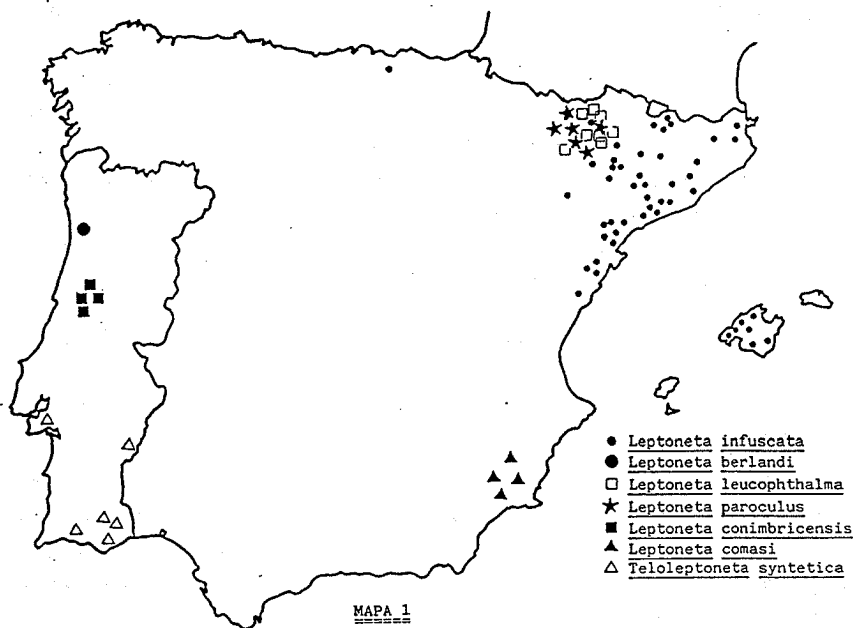 Leptoneta infuscata
Leptoneta berlandi
Leptoneta leucophthalma
Leptoneta paroculus
Leptoneta conimbricensis
Leptoneta comasi
Teloleptoneta syntetica
MAPA 1